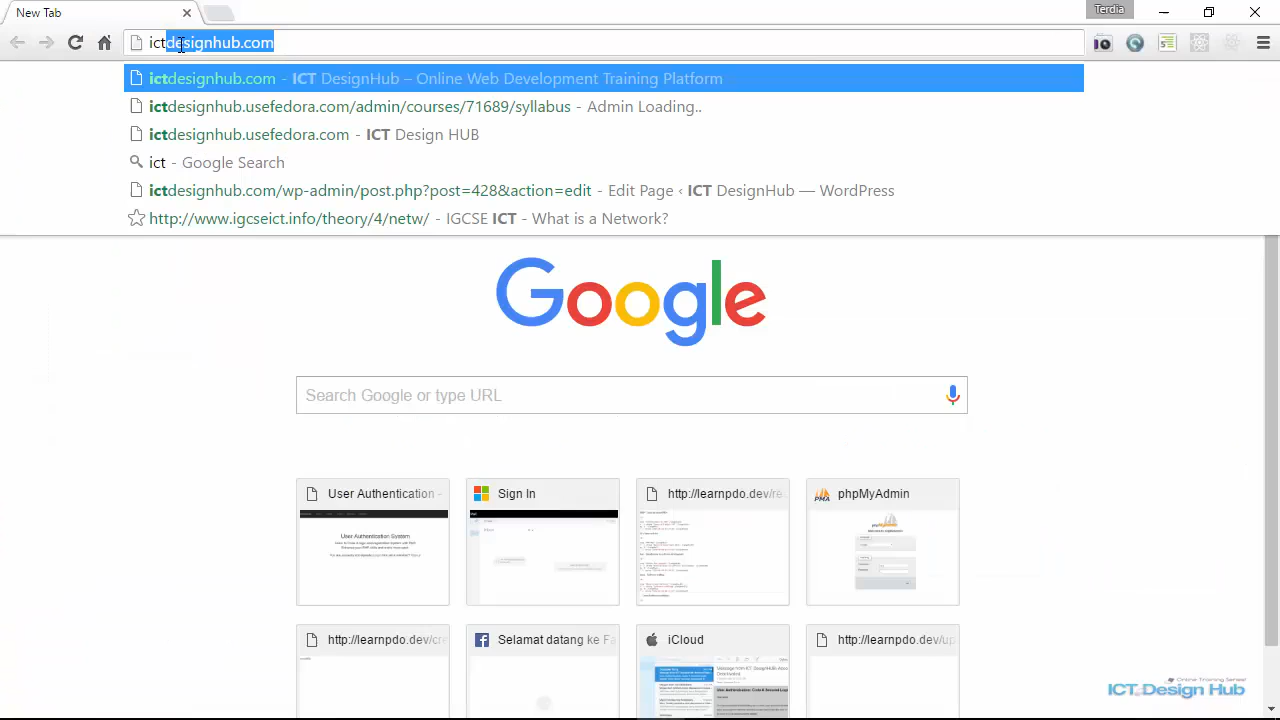 New Tab
Terdia
ictdesignhub.com
ictdesignhub.com - ICT DesignHub – Online Web Development Training Platform
ictdesignhub.usefedora.com/admin/courses/71689/syllabus - Admin Loading..
ictdesignhub.usefedora.com - ICT Design HUB
ict - Google Search
ictdesignhub.com/wp-admin/post.php?post=428&action=edit - Edit Page ‹ ICT DesignHub — WordPress
http://www.igcseict.info/theory/4/netw/ - IGCSE ICT - What is a Network?
Google
Search Google or type URL
User Authentication -
Sign In
http://learnpdo.dev/re
phpMyAdmin
User Authentication System
http://learnpdo.dev/cre
Selamat datang ke Fa
iCloud
http://learnpdo.dev/up
Online Training Series
ICT Design Hub